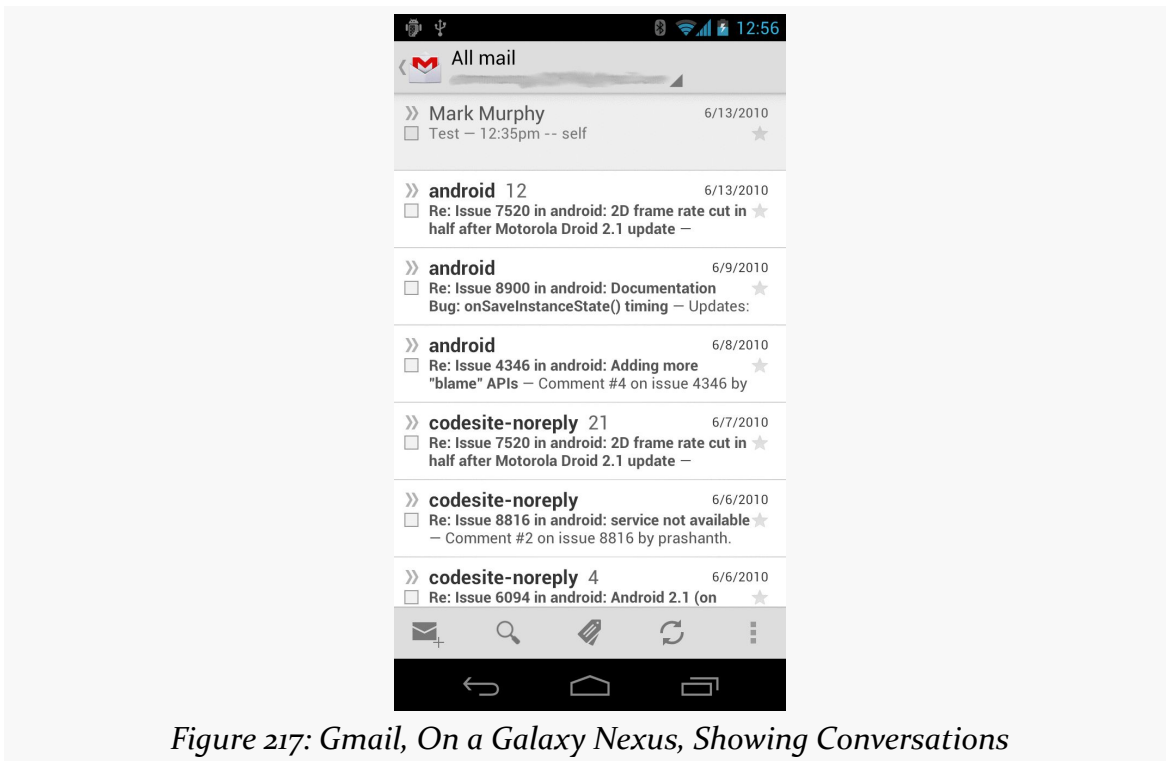 12:56
All mail
Mark Murphy 6/13/2010
Test — 12:35pm -- self
android 12 6/13/2010
Re: Issue 7520 in android: 2D frame rate cut in
half after Motorola Droid 2.1 update —
android 6/9/2010
Re: Issue 8900 in android: Documentation
Bug: onSaveInstanceState() timing — Updates:
android 6/8/2010
Re: Issue 4346 in android: Adding more
"blame" APIs — Comment #4 on issue 4346 by
codesite-noreply 21 6/7/2010
Re: Issue 7520 in android: 2D frame rate cut in
half after Motorola Droid 2.1 update —
codesite-noreply 6/6/2010
Re: Issue 8816 in android: service not available
— Comment #2 on issue 8816 by prashanth.
codesite-noreply 4 6/6/2010
Re: Issue 6094 in android: Android 2.1 (on
Figure 217: Gmail, On a Galaxy Nexus, Showing Conversations